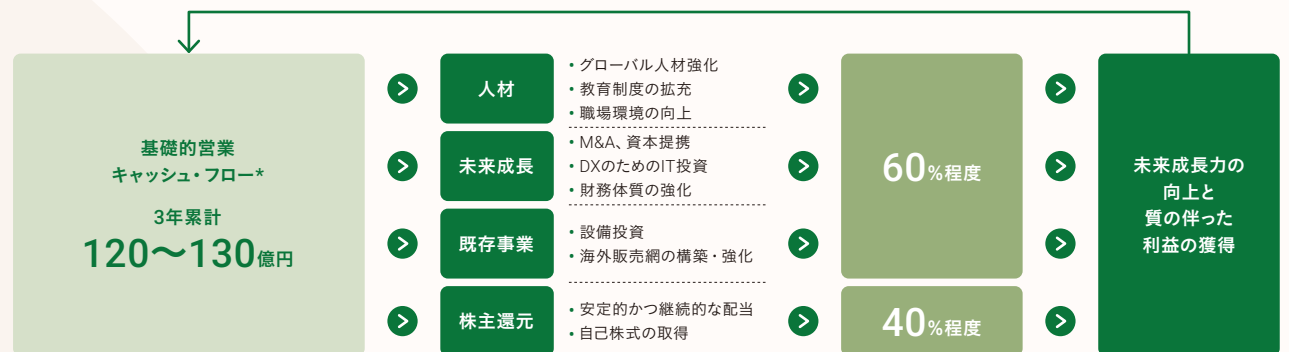 基礎的営業
キャッシュ・フロー*
3年累計
120〜130億円
人材
• グローバル人材強化
• 教育制度の拡充
• 職場環境の向上
未来成長
• M&A、資本提携
• DXのためのIT投資
• 財務体質の強化
既存事業
• 設備投資
• 海外販売網の構築・強化
株主還元
• 安定的かつ継続的な配当
• 自己株式の取得
60%程度
40%程度
未来成長力の
向上と
質の伴った
利益の獲得